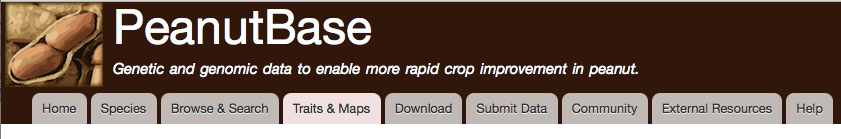 PeanutBase
Genetic and genomic data to enable more rapid crop improvement in peanut.
Home Species Browse & Search Traits & Maps Download Submit Data Community External Resources Help